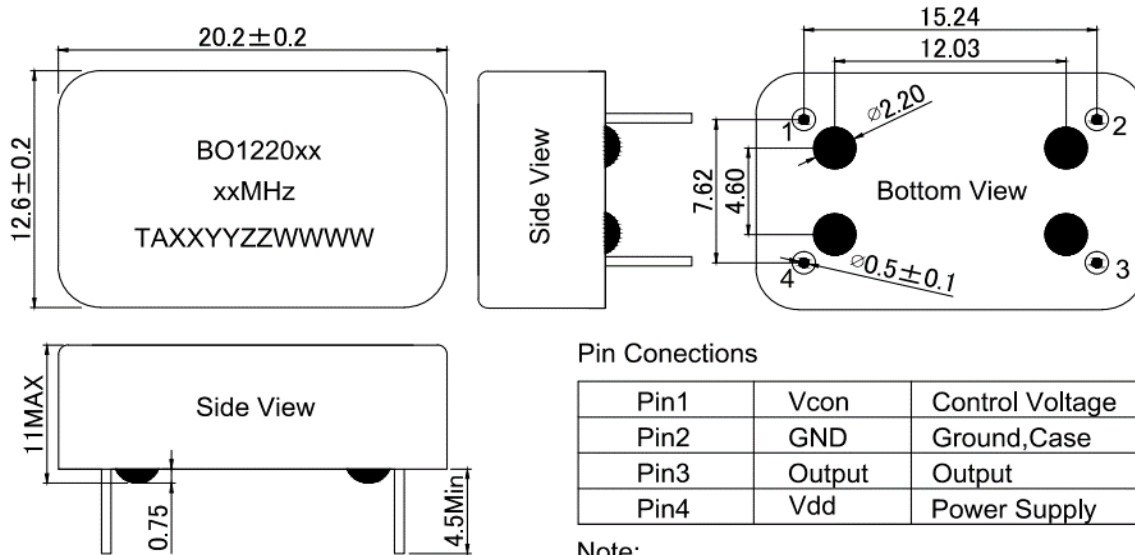 20.2±0.2
12.6±0.2
BO1220xx
xxMHz
TAXXYYZZWWWW
Side View
15.24
12.03
1
2
⌀2.20
7.62
4.60
Bottom View
4
⌀0.5±0.1
3
11MAX
Side View
0.75
4.5Min
Pin Conections
Pin1 Vcon Control Voltage
Pin2 GND Ground,Case
Pin3 Output Output
Pin4 Vdd Power Supply
Note: